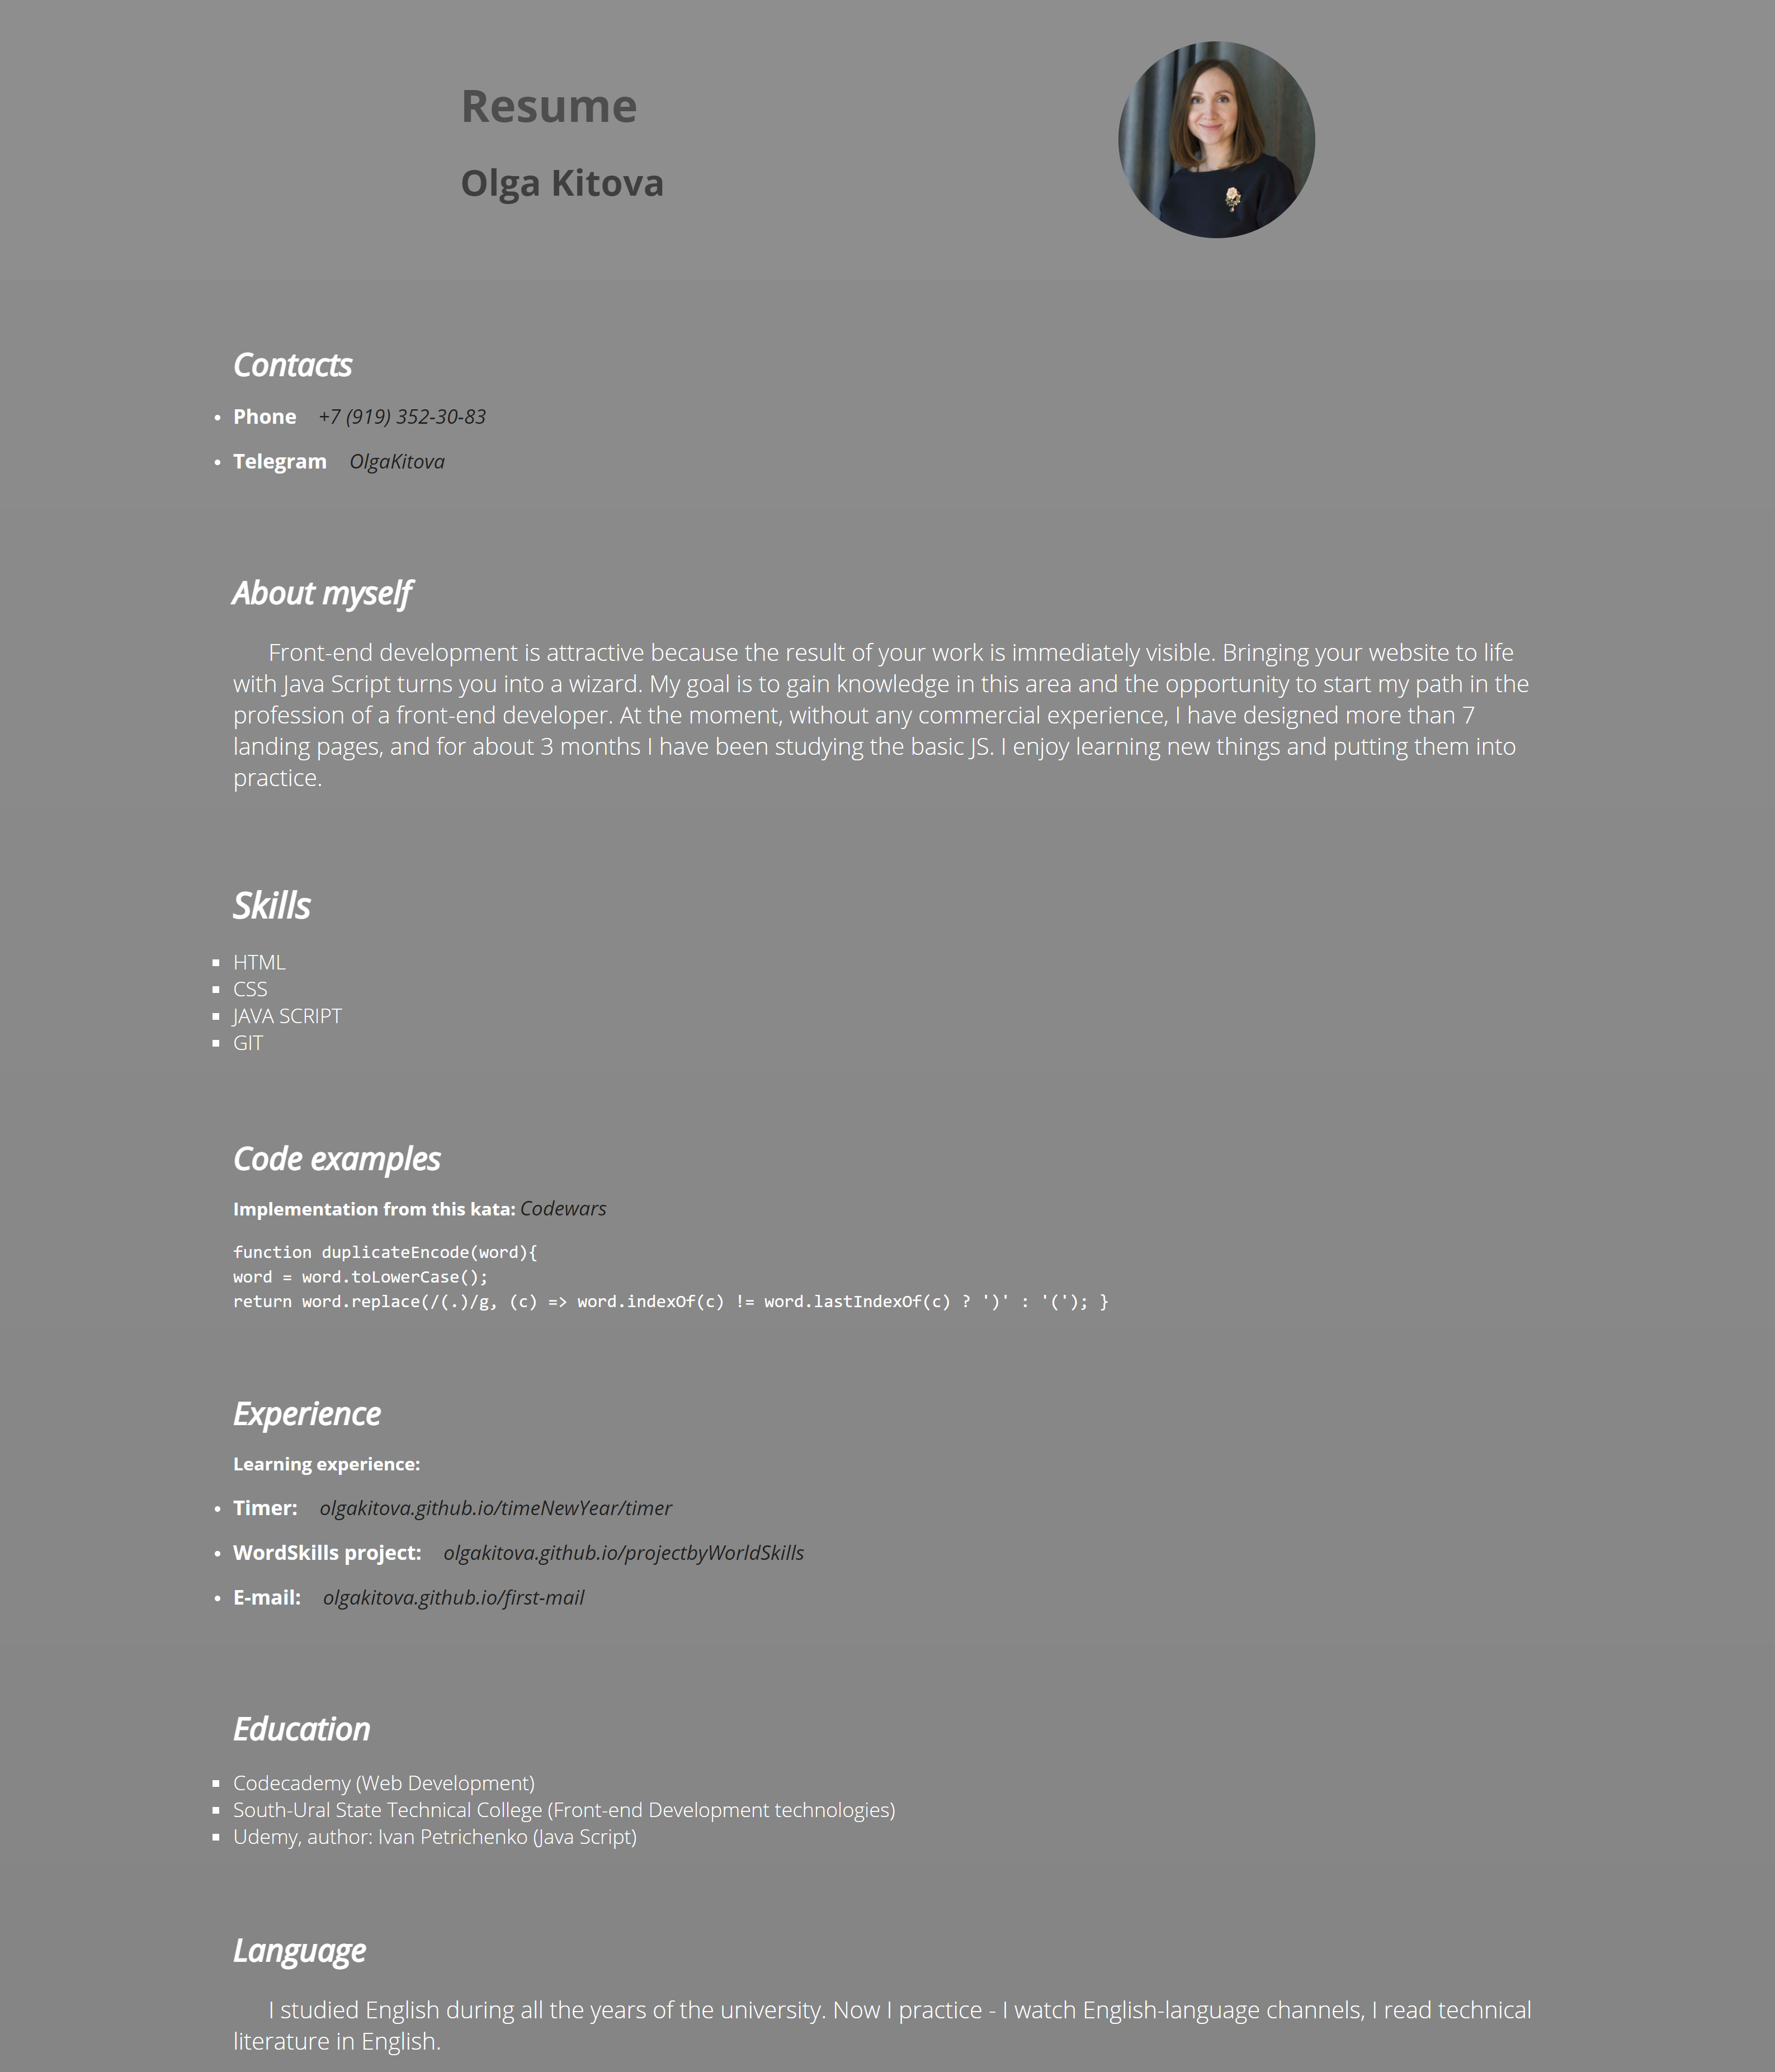 Resume
Olga Kitova
Contacts
Phone +7 (919) 352-30-83
Telegram OlgaKitova
About myself
Front-end development is attractive because the result of your work is immediately visible. Bringing your website to life
with Java Script turns you into a wizard. My goal is to gain knowledge in this area and the opportunity to start my path in the
profession of a front-end developer. At the moment, without any commercial experience, I have designed more than 7
landing pages, and for about 3 months I have been studying the basic JS. I enjoy learning new things and putting them into
practice.
Skills
HTML
CSS
JAVA SCRIPT
GIT
Code examples
Implementation from this kata: Codewars
function duplicateEncode(word){
word = word.toLowerCase();
return word.replace(/(.)/g, (c) => word.indexOf(c) != word.lastIndexOf(c) ? ')' : '('); }
Experience
Learning experience:
Timer: olgakitova.github.io/timeNewYear/timer
WordSkills project: olgakitova.github.io/projectbyWorldSkills
E-mail: olgakitova.github.io/first-mail
Education
Codecademy (Web Development)
South-Ural State Technical College (Front-end Development technologies)
Udemy, author: Ivan Petrichenko (Java Script)
Language
I studied English during all the years of the university. Now I practice - I watch English-language channels, I read technical
literature in English.